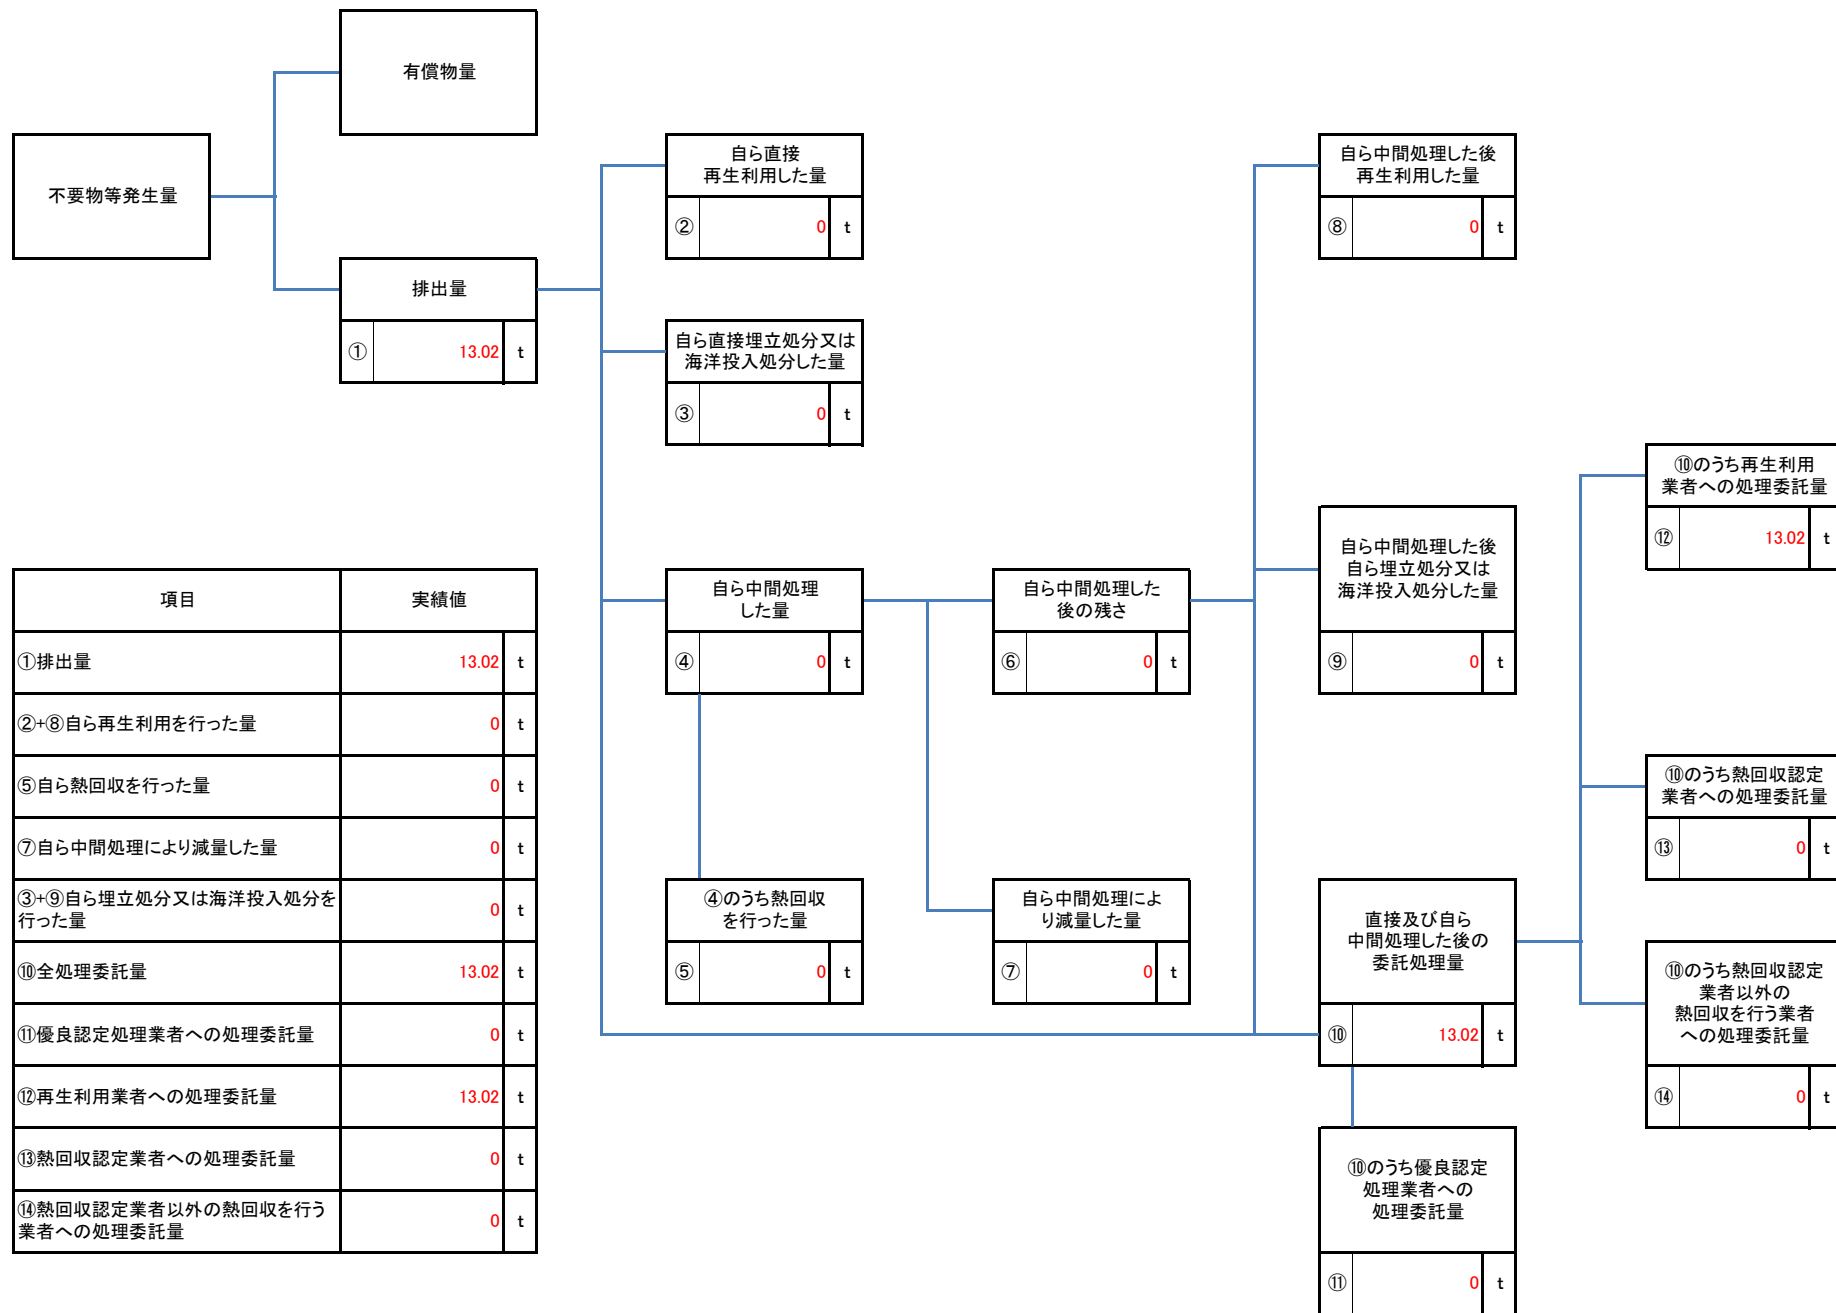 有償物量
不要物等発生量
排出量
① 13.02 t
自ら直接
再生利用した量
② 0 t
自ら直接埋立処分又は
海洋投入処分した量
③ 0 t
自ら中間処理
した量
④ 0 t
④のうち熱回収
を行った量
⑤ 0 t
自ら中間処理した
後の残さ
⑥ 0 t
自ら中間処理によ
り減量した量
⑦ 0 t
自ら中間処理した後
再生利用した量
⑧ 0 t
自ら中間処理した後
自ら埋立処分又は
海洋投入処分した量
⑨ 0 t
直接及び自ら
中間処理した後の
委託処理量
⑩ 13.02 t
⑩のうち優良認定
処理業者への
処理委託量
⑪ 0 t
⑩のうち再生利用
業者への処理委託量
⑫ 13.02 t
⑩のうち熱回収認定
業者への処理委託量
⑬ 0 t
⑩のうち熱回収認定
業者以外の
熱回収を行う業者
への処理委託量
⑭ 0 t
項目 実績値
①排出量 13.02 t
②+⑧自ら再生利用を行った量 0 t
⑤自ら熱回収を行った量 0 t
⑦自ら中間処理により減量した量 0 t
③+⑨自ら埋立処分又は海洋投入処分を
行った量 0 t
⑩全処理委託量 13.02 t
⑪優良認定処理業者への処理委託量 0 t
⑫再生利用業者への処理委託量 13.02 t
⑬熱回収認定業者への処理委託量 0 t
⑭熱回収認定業者以外の熱回収を行う
業者への処理委託量 0 t